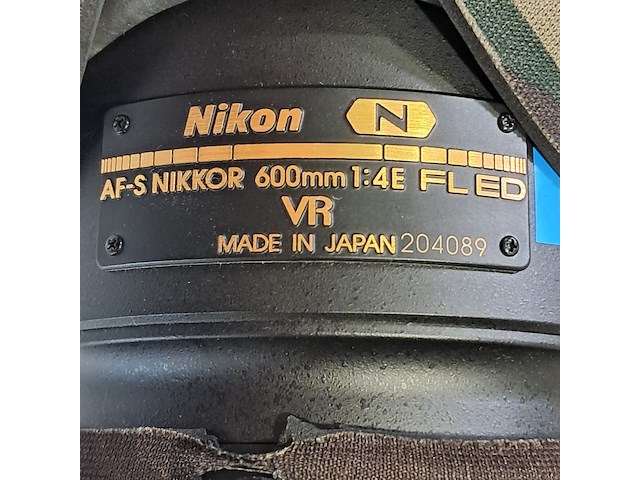 Nikon N
AF-S NIKKOR 600mm 1:4E FL ED
VR
MADE IN JAPAN 204089